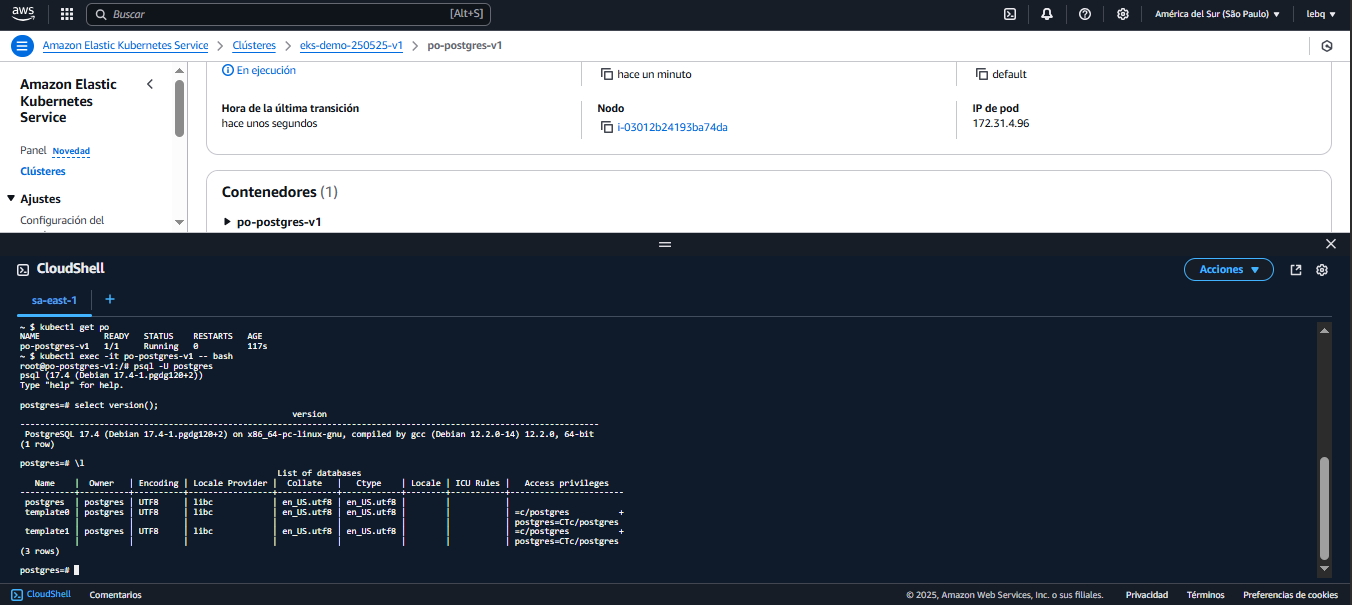 aws Buscar [Alt+S] América del Sur (São Paulo) ▼ lebq ▼
Amazon Elastic Kubernetes Service > Clústeres > eks-demo-250525-v1 > po-postgres-v1
Amazon Elastic
Kubernetes
Service
Panel Novedad
Clústeres
▼ Ajustes
Configuración del
En ejecución
hace un minuto
default
Hora de la última transición
hace unos segundos
Nodo
i-03012b24193ba74da
IP de pod
172.31.4.96
Contenedores (1)
▶ po-postgres-v1
CloudShell
Acciones ▼
sa-east-1 +
~ $ kubectl get po
NAME             READY   STATUS    RESTARTS   AGE
po-postgres-v1   1/1     Running   0          117s
~ $ kubectl exec -it po-postgres-v1 -- bash
root@po-postgres-v1:/# psql -U postgres
psql (17.4 (Debian 17.4-1.pgdg120+2))
Type "help" for help.
postgres=# select version();
version
---------------------------------------------------------------------------------------------------------------------
PostgreSQL 17.4 (Debian 17.4-1.pgdg120+2) on x86_64-pc-linux-gnu, compiled by gcc (Debian 12.2.0-14) 12.2.0, 64-bit
(1 row)
postgres=# \l
List of databases
Name    |  Owner   | Encoding | Locale Provider |  Collate   |   Ctype    | Locale | ICU Rules |   Access privileges
-----------+----------+----------+-----------------+------------+------------+--------+-----------+-----------------------
postgres  | postgres | UTF8     | libc            | en_US.utf8 | en_US.utf8 |        |           |
template0 | postgres | UTF8     | libc            | en_US.utf8 | en_US.utf8 |        |           | =c/postgres          +
|          |          |                 |            |            |        |           | postgres=CTc/postgres
template1 | postgres | UTF8     | libc            | en_US.utf8 | en_US.utf8 |        |           | =c/postgres          +
|          |          |                 |            |            |        |           | postgres=CTc/postgres
(3 rows)
postgres=#
CloudShell Comentarios © 2025, Amazon Web Services, Inc. o sus filiales. Privacidad Términos Preferencias de cookies